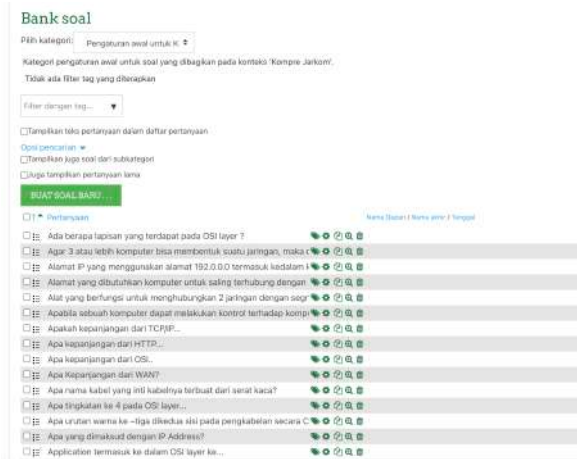 Bank soal
Pilih kategori: Pengaturan awal untuk K
Kategori pengaturan awal untuk soal yang dibagikan pada konteks 'Kompre Jarkom'.
Tidak ada filter tag yang diterapkan
Filter dengan tag...
Tampilkan teks pertanyaan dalam daftar pertanyaan
Opsi pencarian
Tampilkan juga soal dari subkategori
Juga tampilkan pertanyaan lama
BUAT SOAL BARU ...
T Pertanyaan
Nama Depan / Nama akhir / Tanggal
Ada berapa lapisan yang terdapat pada OSI layer ?
Agar 3 atau lebih komputer bisa membentuk suatu jaringan, maka d
Alamat IP yang menggunakan alamat 192.0.0.0 termasuk kedalam k
Alamat yang dibutuhkan komputer untuk saling terhubung dengan
Alat yang berfungsi untuk menghubungkan 2 jaringan dengan segm
Apabila sebuah komputer dapat melakukan kontrol terhadap kompu
Apakah kepanjangan dari TCP/IP...
Apa kepanjangan dari HTTP...
Apa kepanjangan dari OSI..
Apa Kepanjangan dari WAN?
Apa nama kabel yang inti kabelnya terbuat dari serat kaca?
Apa tingkatan ke 4 pada OSI layer...
Apa urutan warna ke –tiga dikedua sisi pada pengkabelan secara C
Apa yang dimaksud dengan IP Address?
Application termasuk ke dalam OSI layer ke...